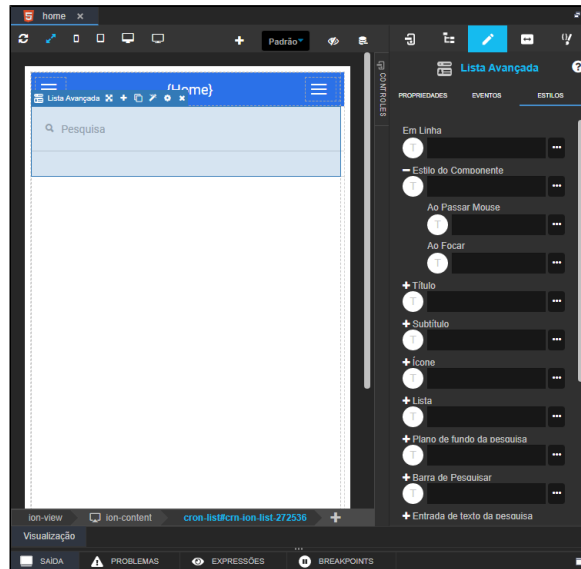 home ×
Padrão
{Home}
Lista Avançada
Pesquisa
CONTROLES
Lista Avançada
PROPRIEDADES EVENTOS ESTILOS
Em Linha
T
Estilo do Componente
T
Ao Passar Mouse
T
Ao Focar
T
Título
T
Subtítulo
T
Ícone
T
Lista
T
Plano de fundo da pesquisa
T
Barra de Pesquisar
T
Entrada de texto da pesquisa
ion-view ion-content cron-list#crn-ion-list-272536
Visualização
SAÍDA PROBLEMAS EXPRESSÕES BREAKPOINTS